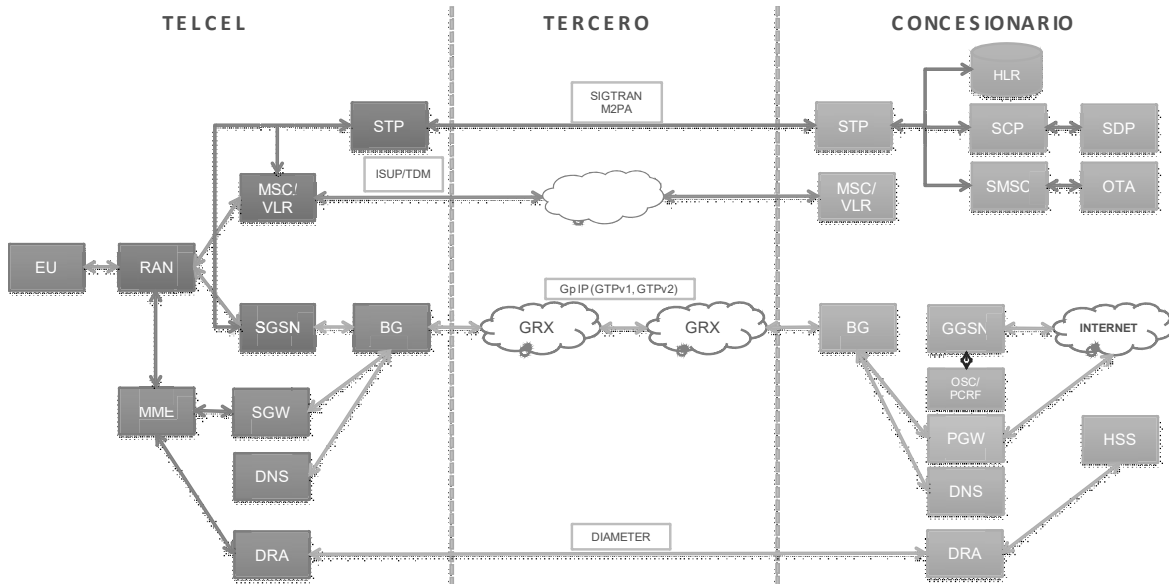 TELCEL
TERCERO
CONCESIONARIO
HLR
SIGTRAN
M2PA
STP
STP
SCP
SDP
ISUP/TDM
MSC/
VLR
MSC/
VLR
SMSC
OTA
EU
RAN
Gp IP (GTPv1, GTPv2)
SGSN
BG
GRX
GRX
BG
GGSN
INTERNET
OSC/
PCRF
MME
SGW
PGW
HSS
DNS
DNS
DIAMETER
DRA
DRA